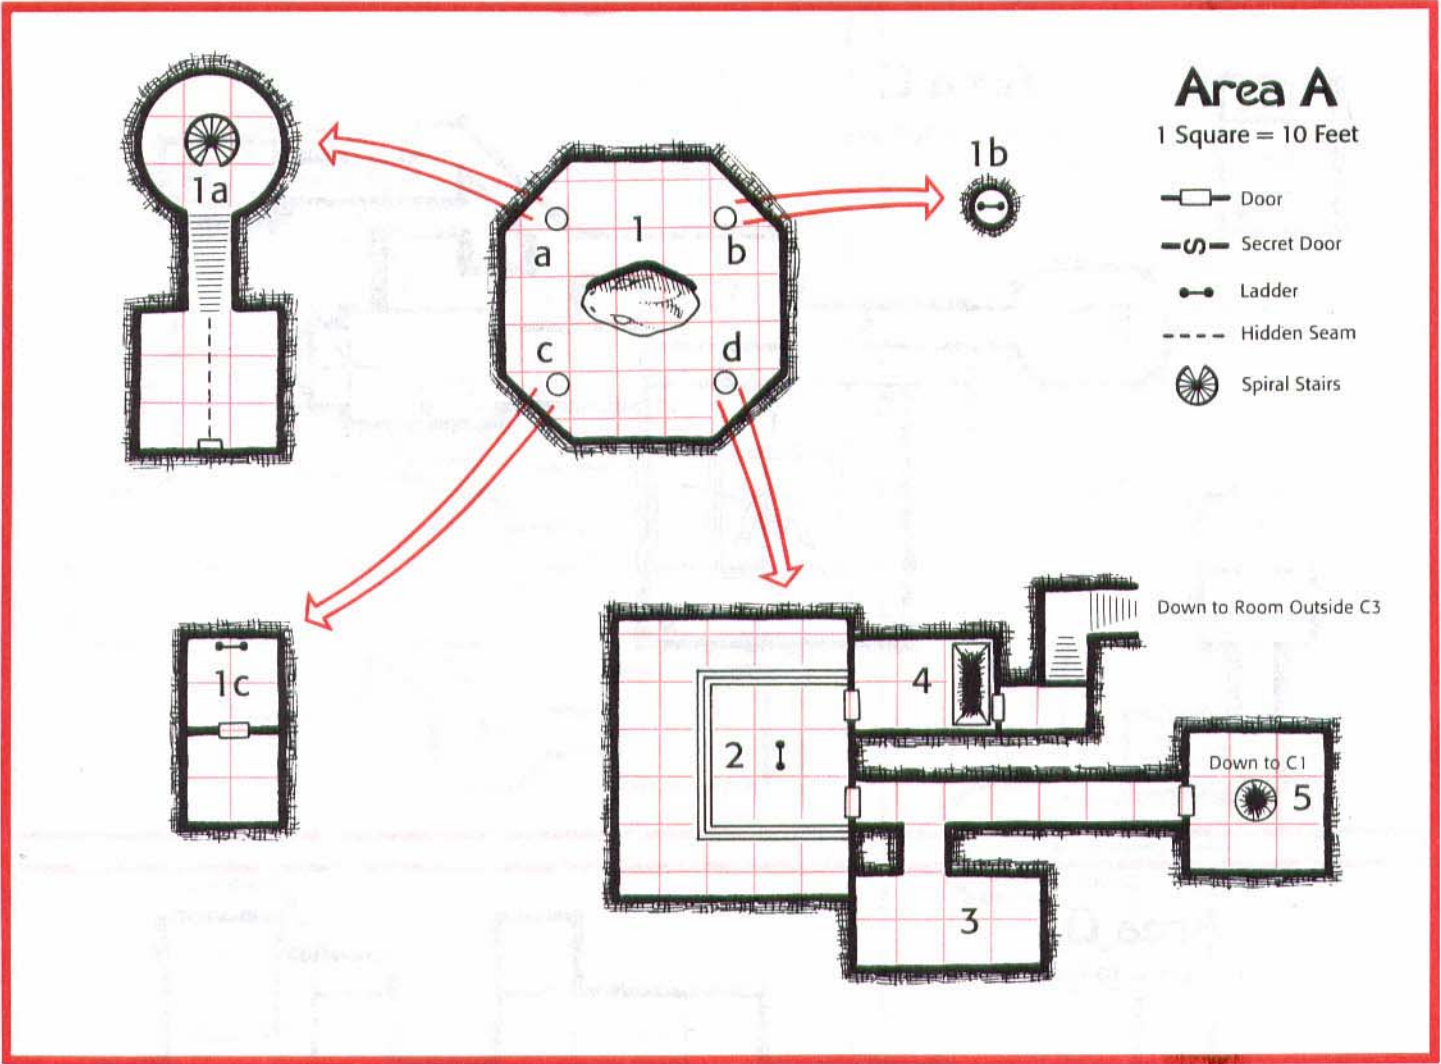 Area A
1 Square = 10 Feet
Door
Secret Door
Ladder
Hidden Seam
Spiral Stairs
1a
1
a
b
c
d
1b
1c
2
4
Down to Room Outside C3
Down to C1
5
3